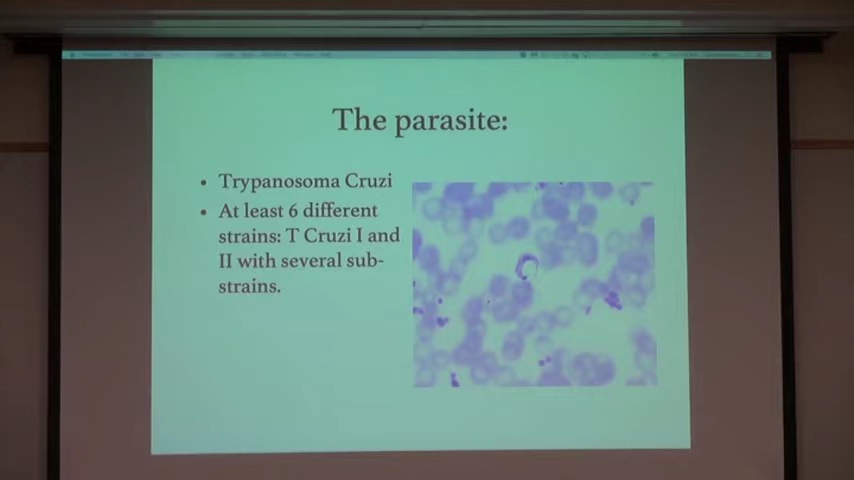 The parasite:
• Trypanosoma Cruzi
• At least 6 different
strains: T Cruzi I and
II with several sub-
strains.